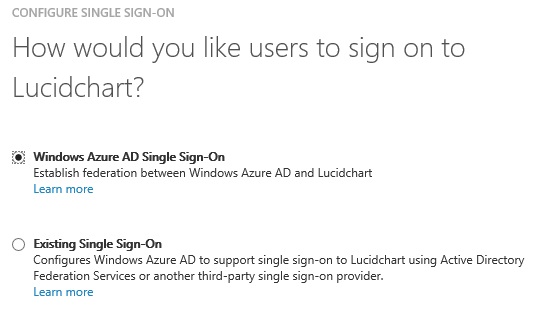 CONFIGURE SINGLE SIGN-ON
How would you like users to sign on to
Lucidchart?
Windows Azure AD Single Sign-On
Establish federation between Windows Azure AD and Lucidchart
Learn more
Existing Single Sign-On
Configures Windows Azure AD to support single sign-on to Lucidchart using Active Directory
Federation Services or another third-party single sign-on provider.
Learn more